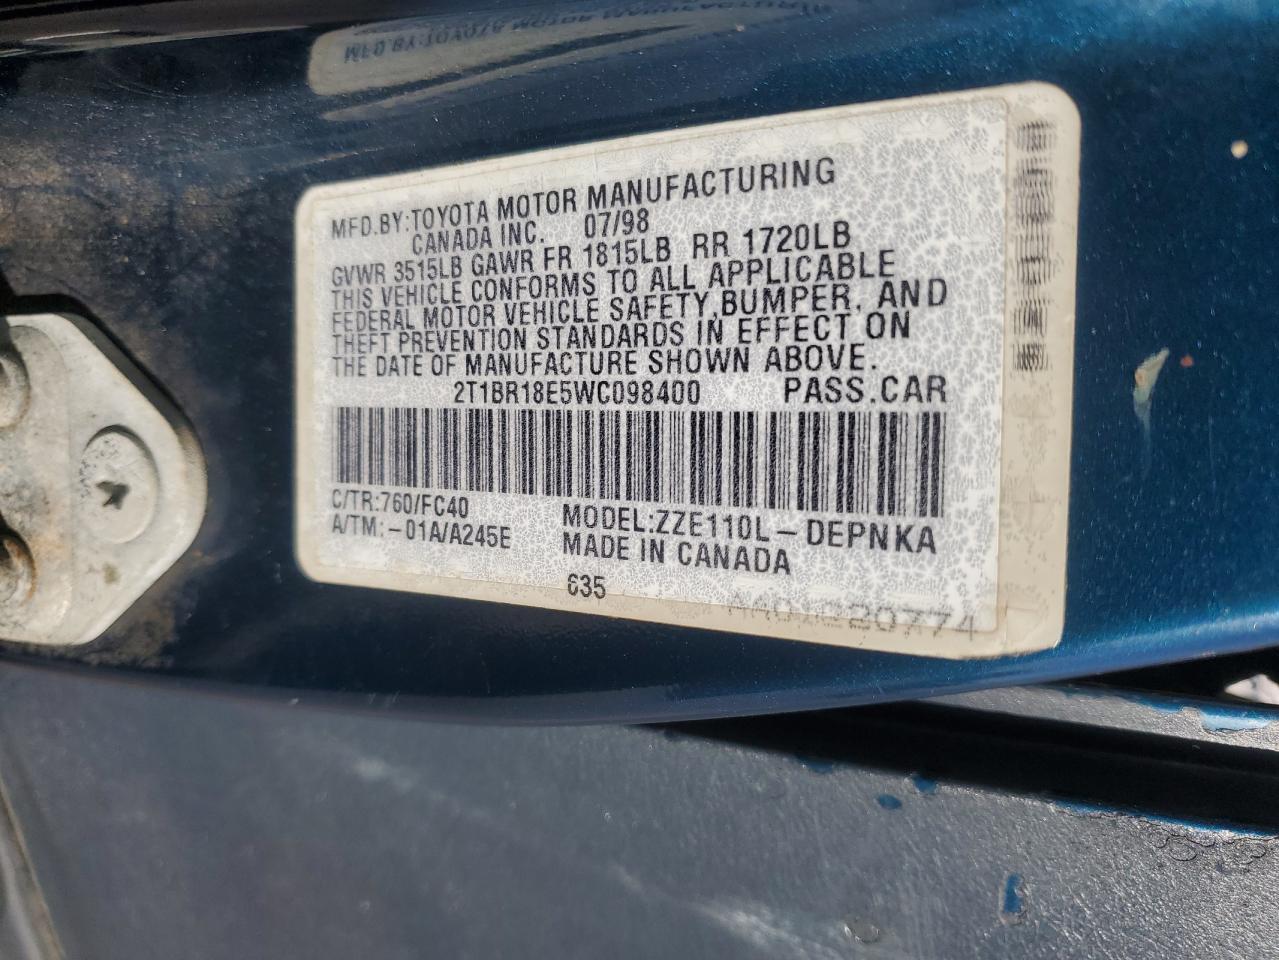 MFD.BY:TOYOTA MOTOR MANUFACTURING
CANADA INC. 07/98
GVWR 3515LB GAWR FR 1815LB RR 1720LB
THIS VEHICLE CONFORMS TO ALL APPLICABLE
FEDERAL MOTOR VEHICLE SAFETY,BUMPER, AND
THEFT PREVENTION STANDARDS IN EFFECT ON
THE DATE OF MANUFACTURE SHOWN ABOVE.
2T1BR18E5WC098400 PASS.CAR
C/TR:760/FC40
A/TM:-01A/A245E
MODEL:ZZE110L-DEPNKA
MADE IN CANADA
635